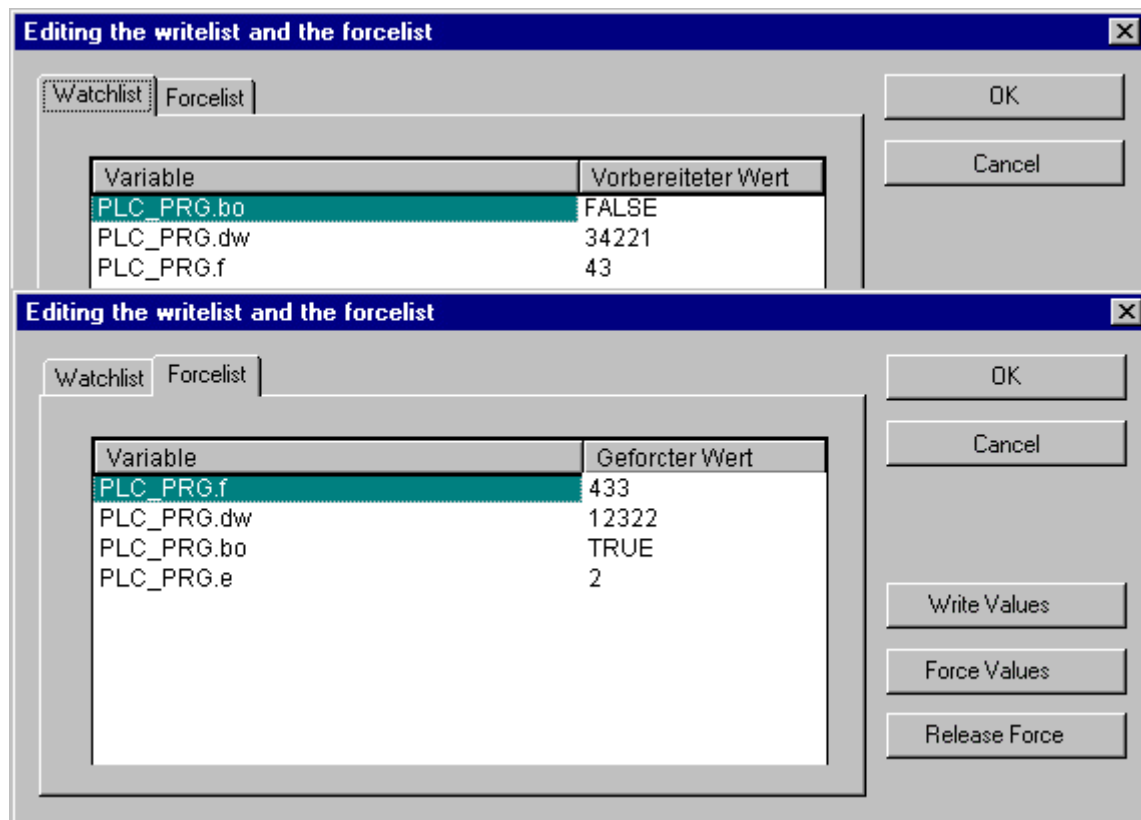 Editing the writelist and the forcelist
Watchlist Forcelist
OK
Cancel
Variable Vorbereiteter Wert
PLC_PRG.bo FALSE
PLC_PRG.dw 34221
PLC_PRG.f 43
Editing the writelist and the forcelist
Watchlist Forcelist
OK
Cancel
Variable Geforcter Wert
PLC_PRG.f 433
PLC_PRG.dw 12322
PLC_PRG.bo TRUE
PLC_PRG.e 2
Write Values
Force Values
Release Force